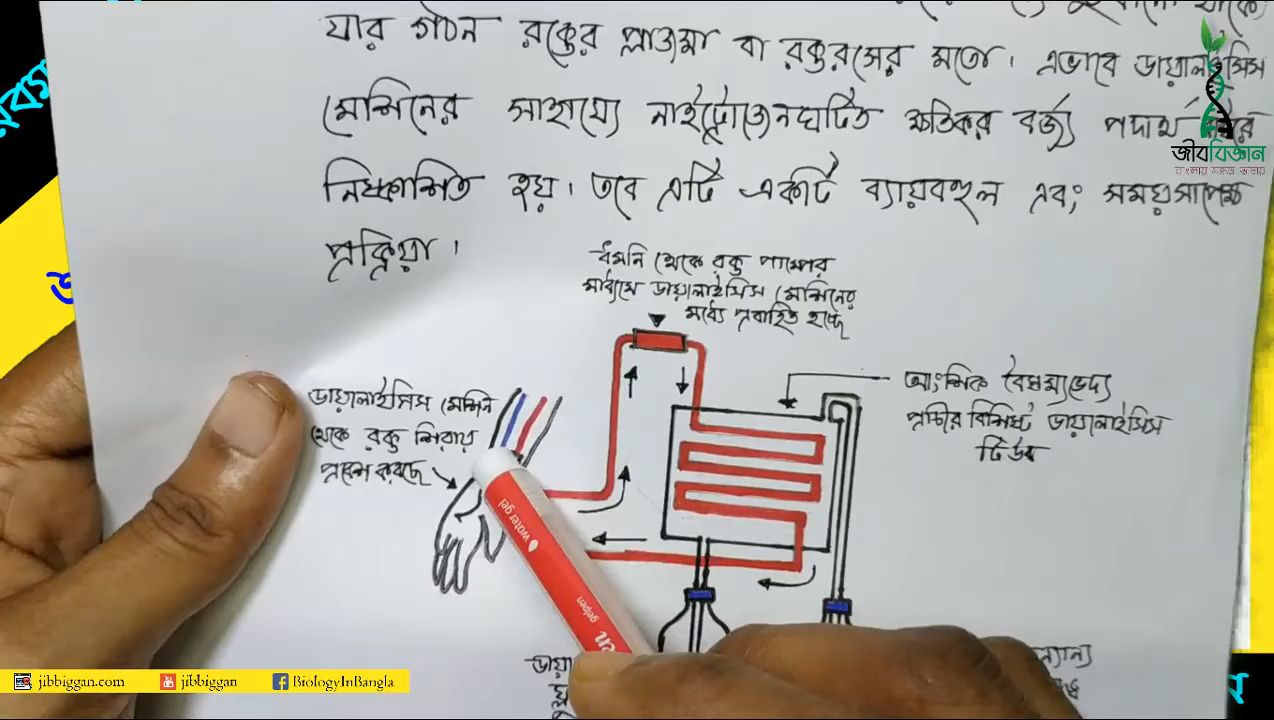 যার গঠন রক্তের প্লাজমা বা রক্তরসের মতো। এভাবে ডায়ালাইসিস
মেশিনের সাহায্যে নাইট্রোজেনঘটিত ক্ষতিকর বর্জ্য পদার্থ
নিষ্কাশিত হয়। তবে এটি একটি ব্যায়বহুল এবং সময়সাপেক্ষ
প্রক্রিয়া।
ধমনি থেকে রক্ত পাম্পের
মাধ্যমে ডায়ালাইসিস মেশিনের
মধ্যে প্রবাহিত হচ্ছে
ডায়ালাইসিস মেশিন
থেকে রক্ত শিরায়
প্রবেশ করছে
আংশিক বৈষম্যভেদ্য
প্রাচীর বিশিষ্ট ডায়ালাইসিস
টিউব
water gel
gelpen
জীববিজ্ঞান
বাংলায় সহজ ভাষায়
jibbiggan.com
jibbiggan
BiologyInBangla